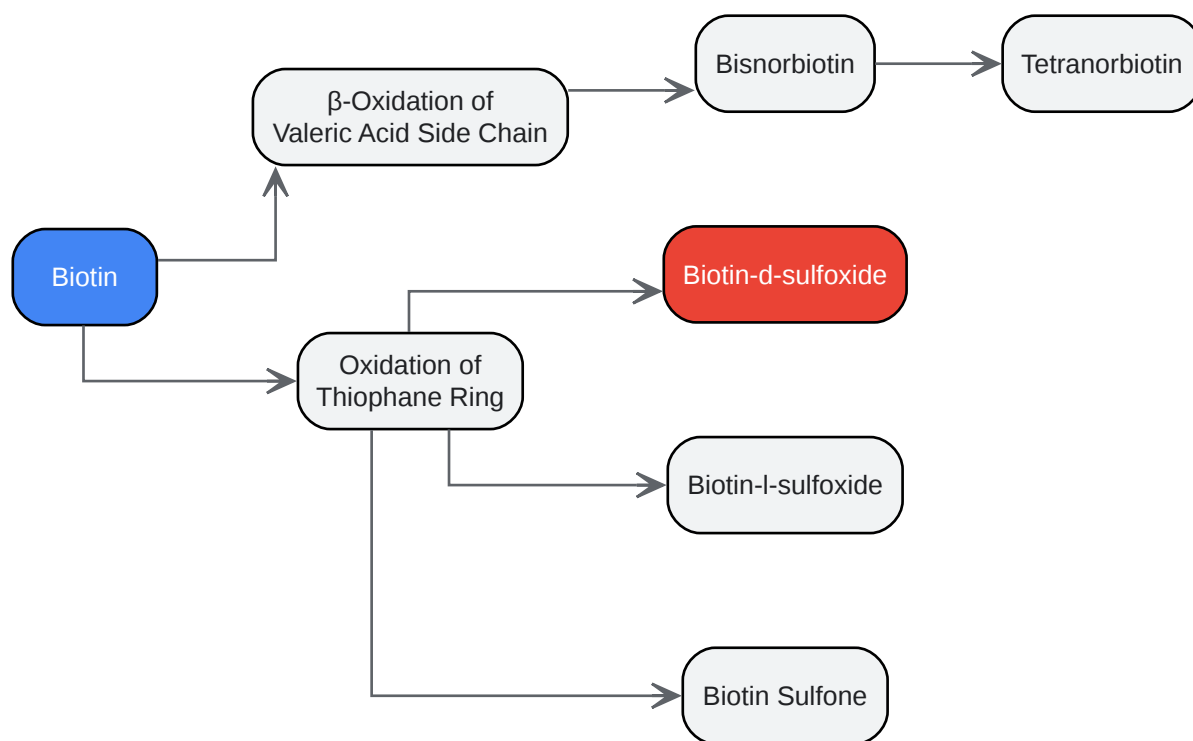 Bisnorbiotin
Tetranorbiotin
β-Oxidation of
Valeric Acid Side Chain
Biotin
Biotin-d-sulfoxide
Oxidation of
Thiophane Ring
Biotin-l-sulfoxide
Biotin Sulfone